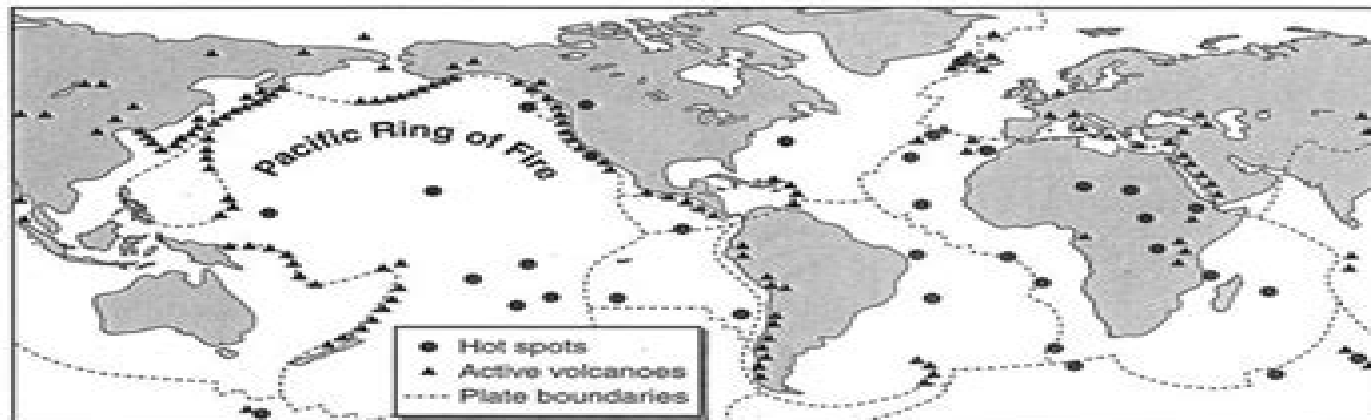 Pacific Ring of Fire
Hot spots
Active volcanoes
Plate boundaries